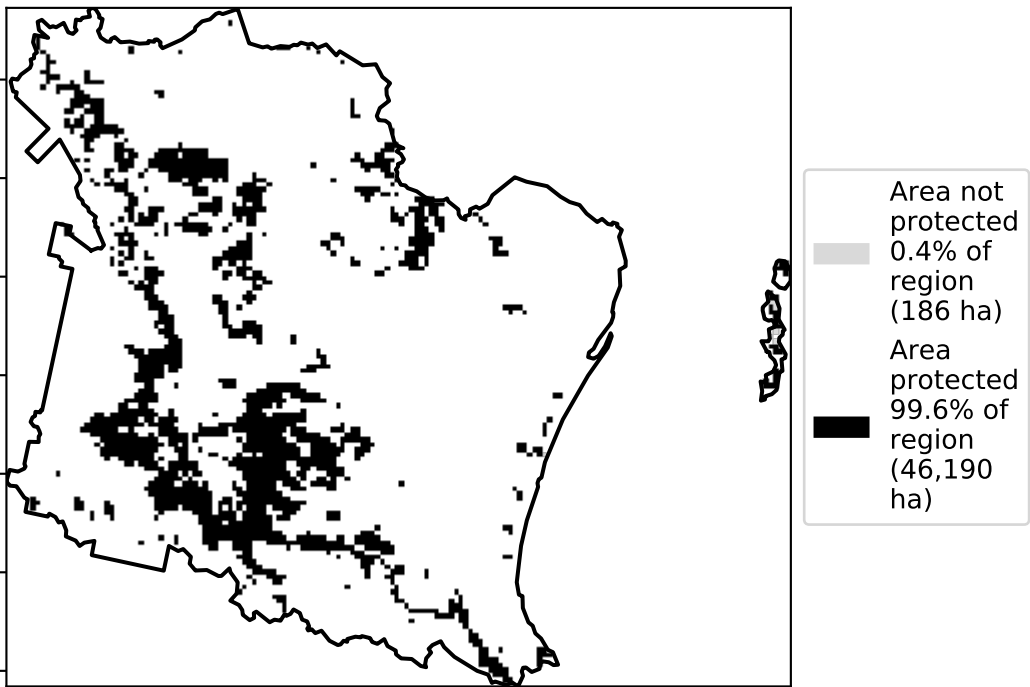 Area not
protected
0.4% of
region
(186 ha)
Area
protected
99.6% of
region
(46,190
ha)